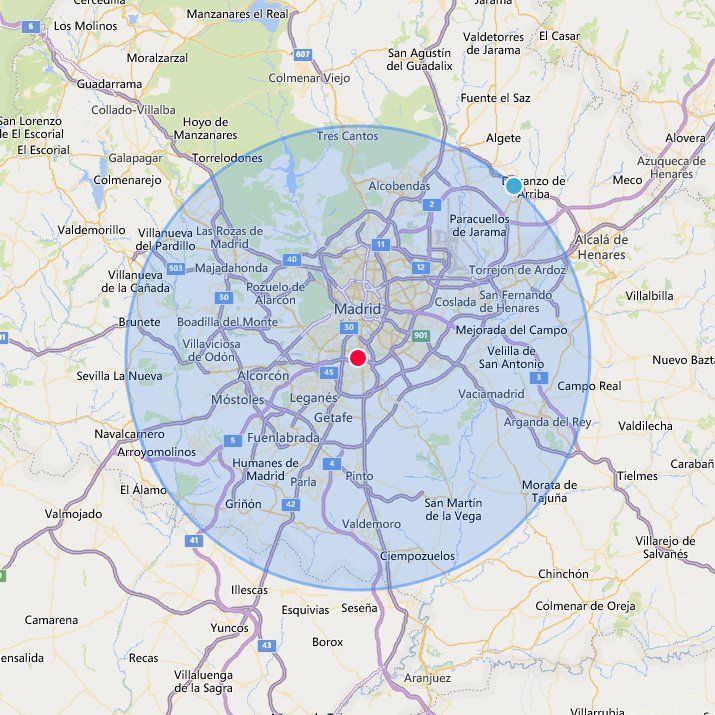 Cercedilla
Manzanares el Real
Jarama
6
Los Molinos
Valdetorres
de Jarama
El Casar
607
San Agustín
del Guadalix
Moralzarzal
Colmenar Viejo
Guadarrama
Fuente el Saz
Collado-Villalba
San Lorenzo
de El Escorial
Hoyo de
Manzanares
Tres Cantos
Algete
Alovera
El Escorial
Galapagar
Torrelodones
Azuqueca de
Henares
Colmenarejo
Alcobendas
Arriba
Meco
2
Valdemorillo
Villanueva
del Pardillo
Las Rozas de
Madrid
Paracuellos
de Jarama
11
Alcalá de
Henares
40
503
Majadahonda
12
Torrejón de Ardoz
Villanueva
de la Cañada
Pozuelo de
Alarcón
50
Coslada
San Fernando
de Henares
Villalbilla
Madrid
Brunete
Boadilla del Monte
30
901
Mejorada del Campo
Villaviciosa
de Odón
Velilla de
San Antonio
Nuevo Bazta
Sevilla La Nueva
Alcorcón
45
3
Campo Real
Móstoles
Leganés
Vaciamadrid
Getafe
Arganda del Rey
Valdilecha
Navalcarnero
5
Fuenlabrada
Arroyomolinos
Humanes de
Madrid
4
Carabañ
El Álamo
Parla
Pinto
Tielmes
Griñón
42
San Martín
de la Vega
Morata de
Tajuña
Valmojado
Valdemoro
41
Villarejo de
Salvanés
Ciempozuelos
Chinchón
Illescas
Esquivias
Seseña
Colmenar de Oreja
Camarena
Yuncos
43
Borox
ensalida
Recas
Villaluenga
de la Sagra
Aranjuez
Villarrubia